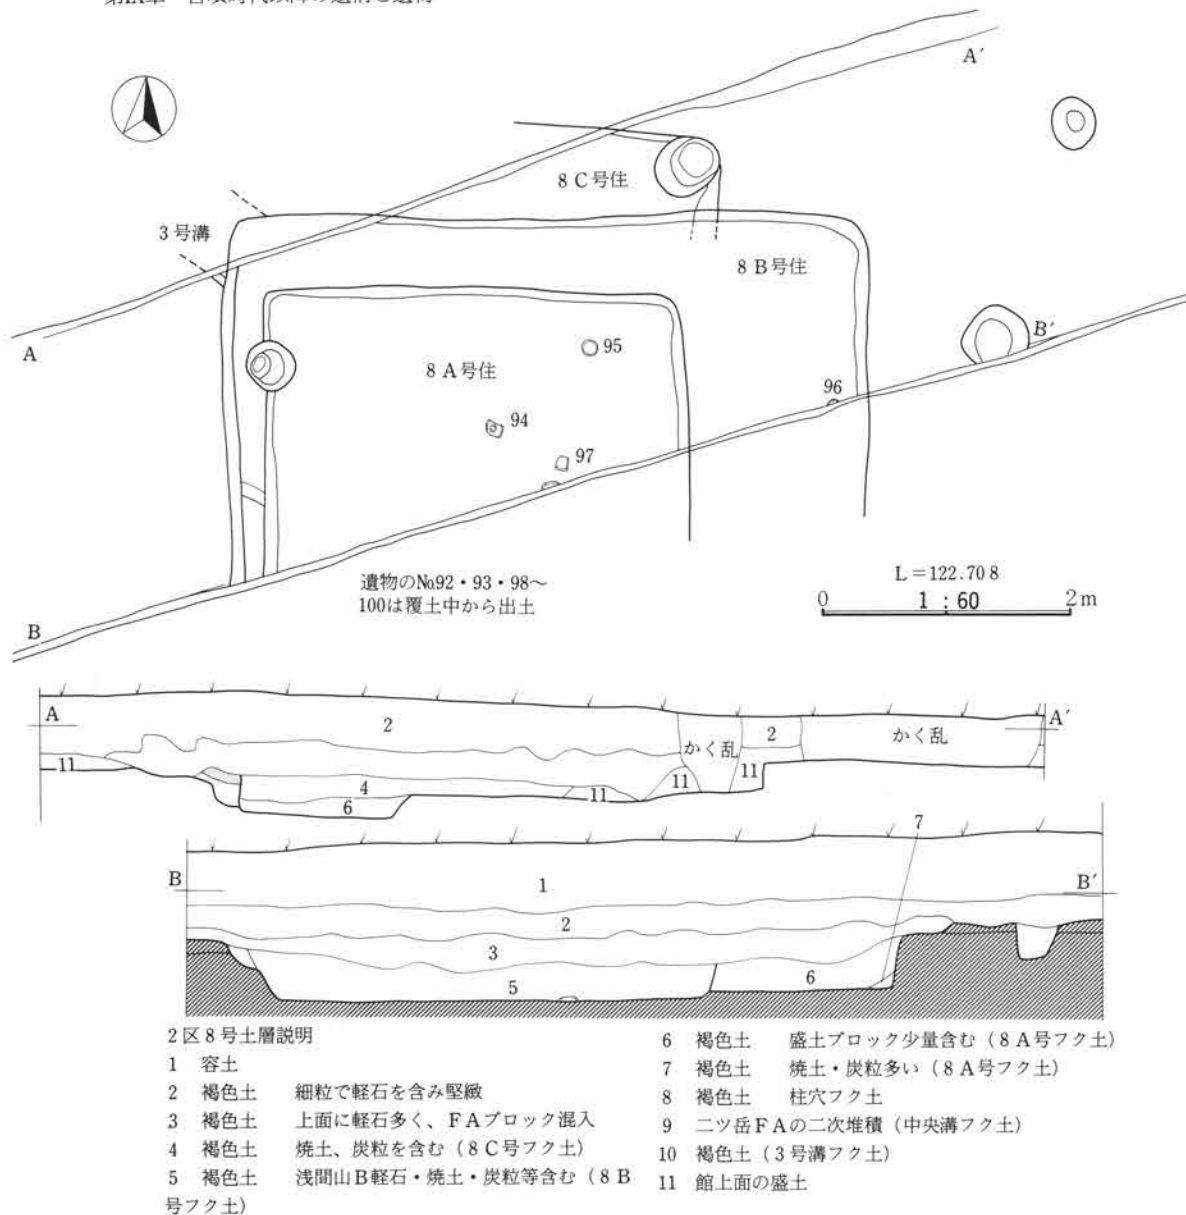 A′
8 C号住
3号溝
8 B号住
A
B′
95
8 A号住
96
94
97
遺物の№92・93・98〜
100は覆土中から出土
L＝122.708
0 1：60 2m
B
A 2 かく乱 2 かく乱 A′
11 4 11 11 11
6
7
B 1 B′
2
3
5 6
2区8号土層説明
1 容土
2 褐色土 細粒で軽石を含み堅緻
3 褐色土 上面に軽石多く、FAブロック混入
4 褐色土 焼土、炭粒を含む（8C号フク土）
5 褐色土 浅間山B軽石・焼土・炭粒等含む（8B
号フク土）
6 褐色土 盛土ブロック少量含む（8A号フク土）
7 褐色土 焼土・炭粒多い（8A号フク土）
8 褐色土 柱穴フク土
9 二ツ岳FAの二次堆積（中央溝フク土）
10 褐色土（3号溝フク土）
11 館上面の盛土